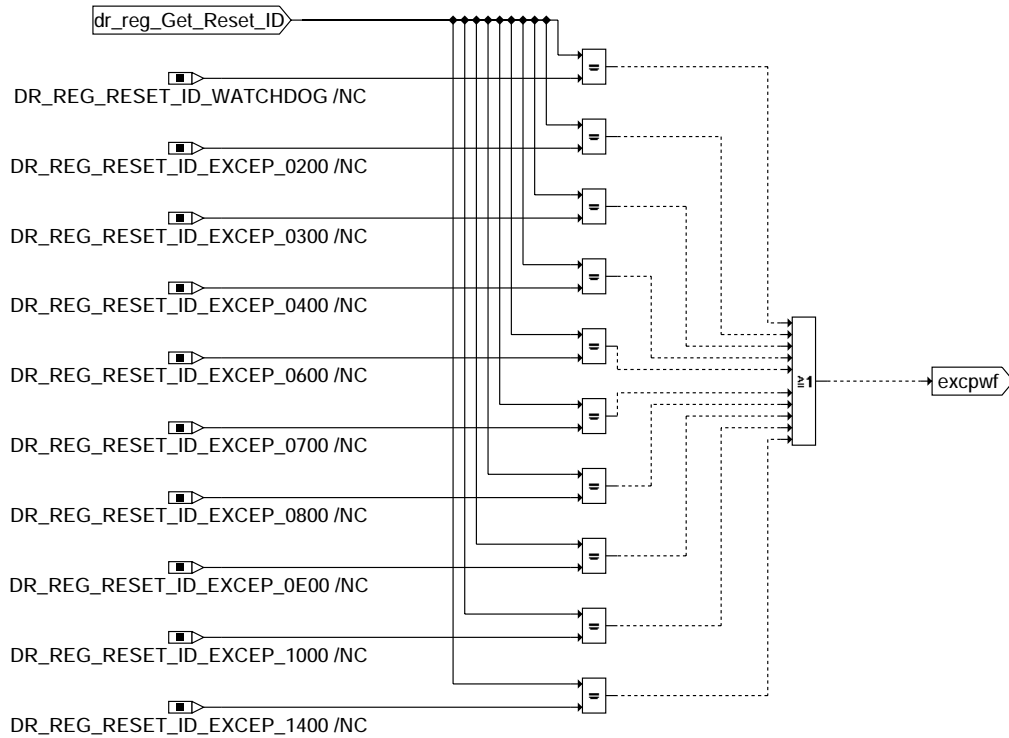 dr_reg_Get_Reset_ID
=
DR_REG_RESET_ID_WATCHDOG /NC
=
DR_REG_RESET_ID_EXCEP_0200 /NC
=
DR_REG_RESET_ID_EXCEP_0300 /NC
=
DR_REG_RESET_ID_EXCEP_0400 /NC
=
DR_REG_RESET_ID_EXCEP_0600 /NC
≧1
excpwf
=
DR_REG_RESET_ID_EXCEP_0700 /NC
=
DR_REG_RESET_ID_EXCEP_0800 /NC
=
DR_REG_RESET_ID_EXCEP_0E00 /NC
=
DR_REG_RESET_ID_EXCEP_1000 /NC
=
DR_REG_RESET_ID_EXCEP_1400 /NC